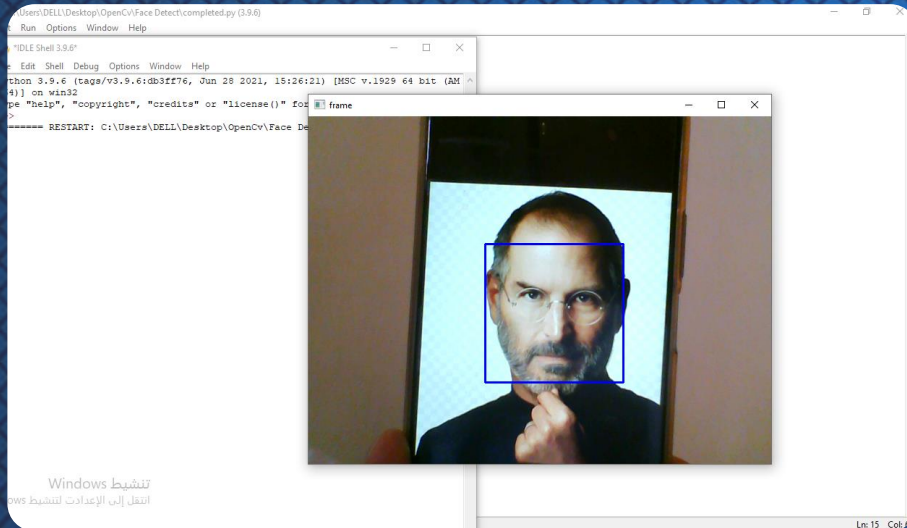 \Users\DELL\Desktop\OpenCv\Face Detect\completed.py (3.9.6)
Run Options Window Help
*IDLE Shell 3.9.6*
Edit Shell Debug Options Window Help
thon 3.9.6 (tags/v3.9.6:db3ff76, Jun 28 2021, 15:26:21) [MSC v.1929 64 bit (AM
4)] on win32
pe "help", "copyright", "credits" or "license()" for
>
====== RESTART: C:\Users\DELL\Desktop\OpenCv\Face De
frame
تنشيط Windows
انتقل إلى الإعدادت لتنشيط ows
Ln: 15 Col: